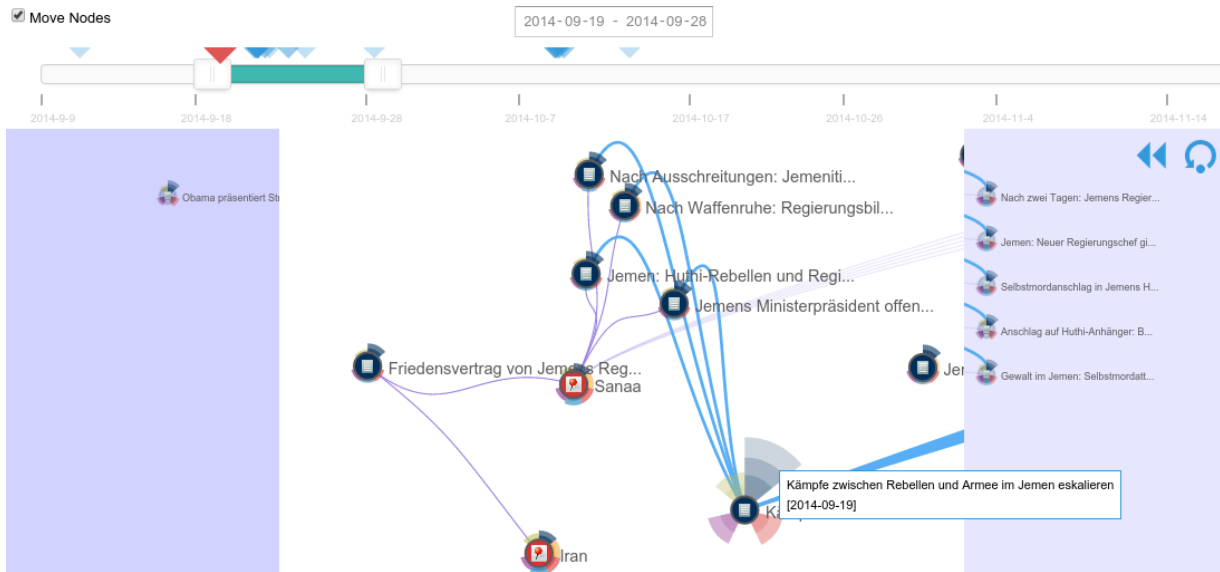 Move Nodes
2014-09-19 - 2014-09-28
2014-9-9
2014-9-18
2014-9-28
2014-10-7
2014-10-17
2014-10-26
2014-11-4
2014-11-14
Nach Ausschreitungen: Jemeniti...
Obama präsentiert St
Nach zwei Tagen: Jemens Regier...
Nach Waffenruhe: Regierungsbil...
Jemen: Neuer Regierungschef gi...
Jemen: Huthi-Rebellen und Regi...
Selbstmordanschlag in Jemens H...
Jemens Ministerpräsident offen...
Anschlag auf Huthi-Anhänger: B...
Friedensvertrag von Jemens Reg...
Jer
Gewalt im Jemen: Selbstmordatt...
Sanaa
Kämpfe zwischen Rebellen und Armee im Jemen eskalieren
[2014-09-19]
Iran